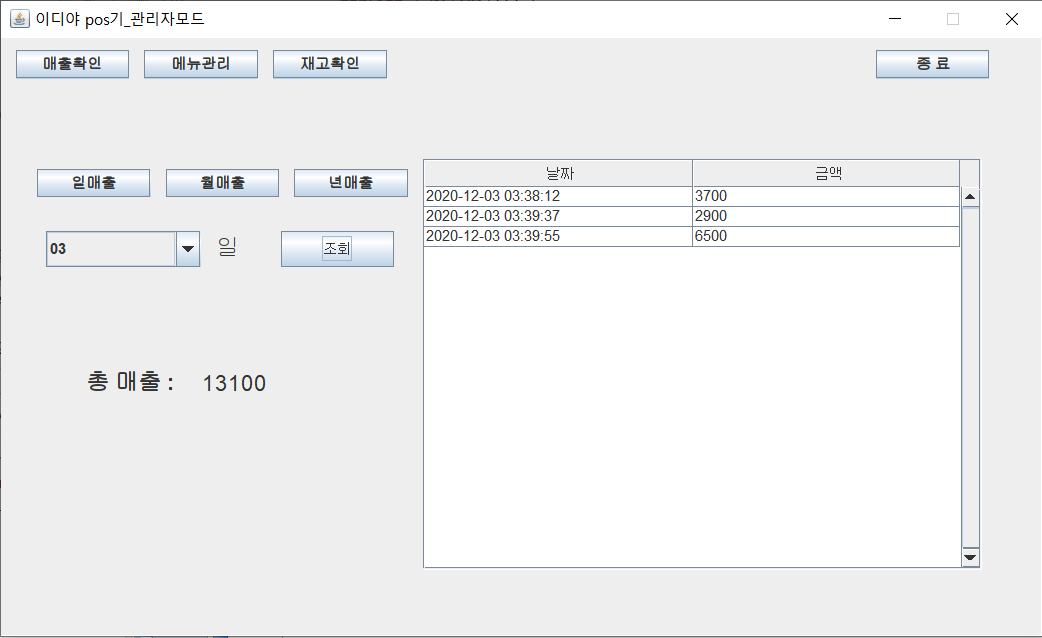 이디야 pos기_관리자모드
매출확인 메뉴관리 재고확인 종 료
일매출 월매출 년매출
03 일 조회
총 매출 : 13100
날짜 금액
2020-12-03 03:38:12 3700
2020-12-03 03:39:37 2900
2020-12-03 03:39:55 6500